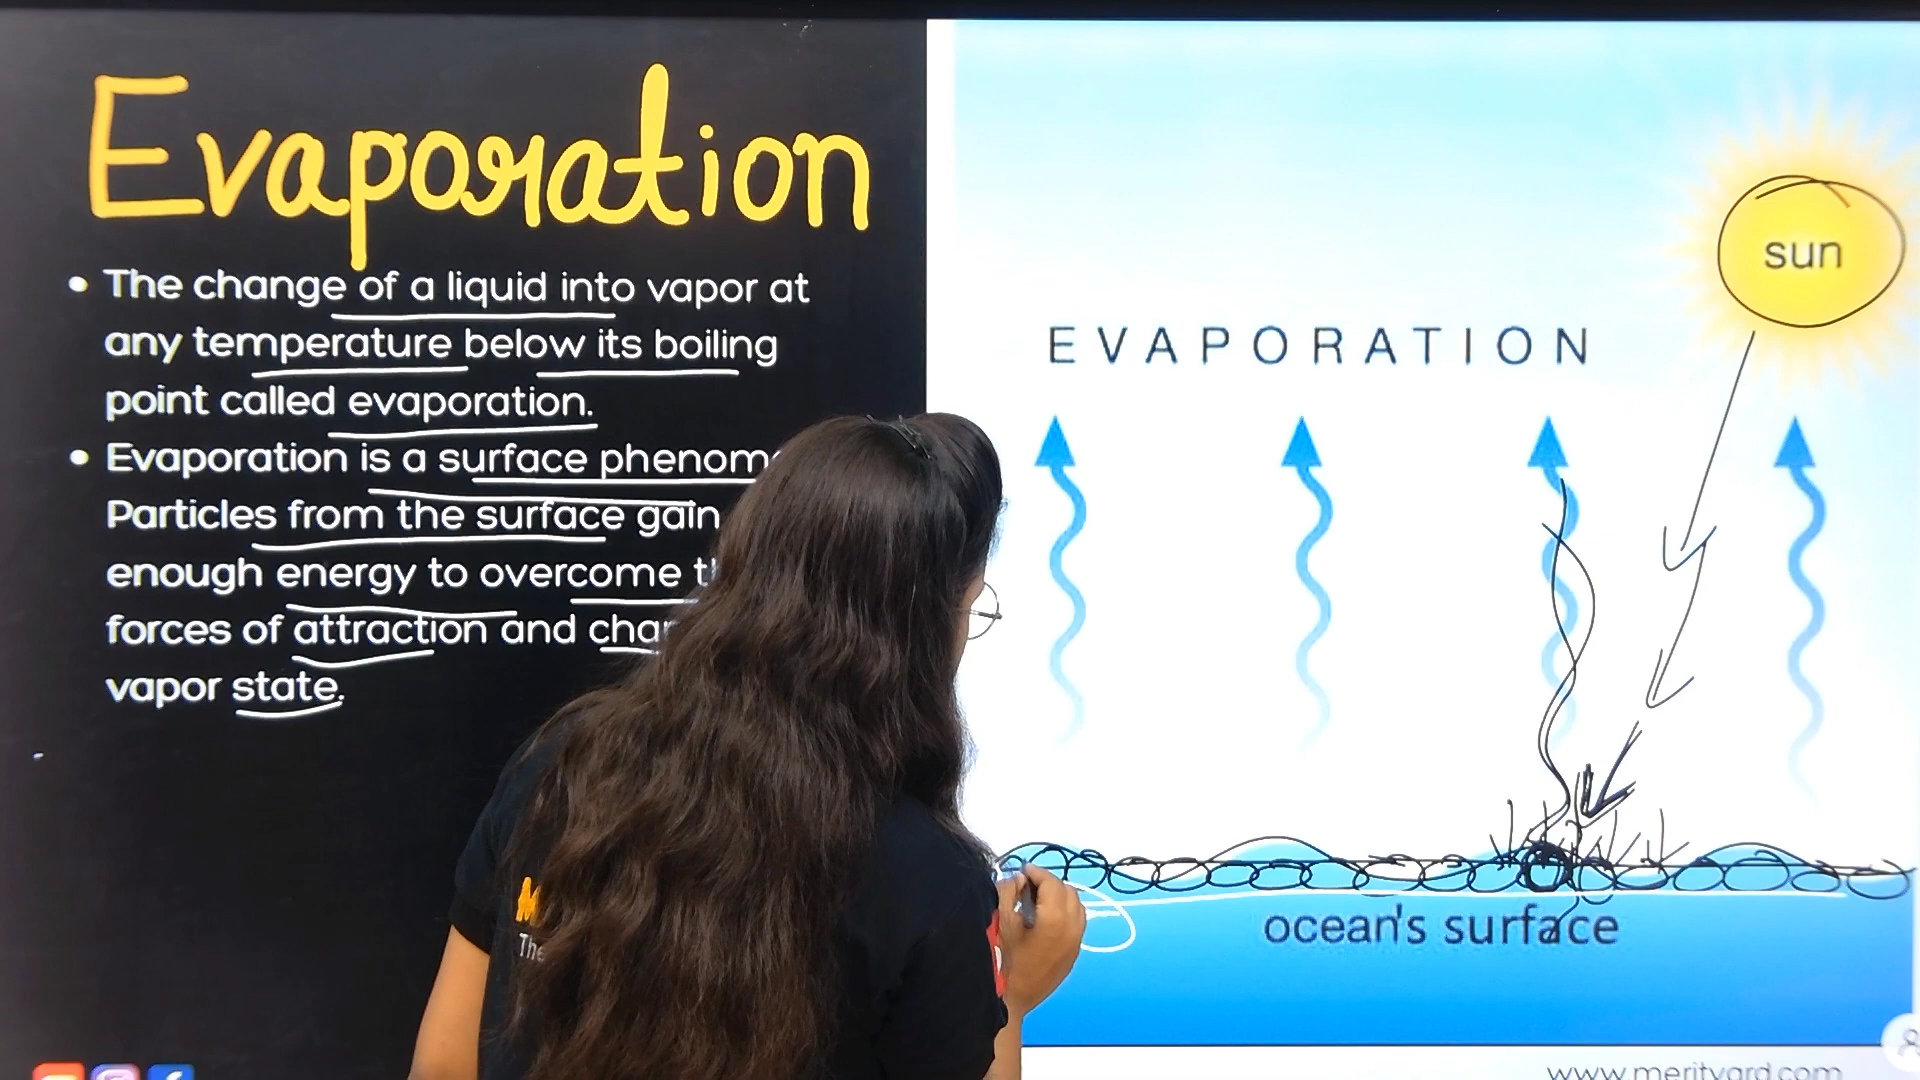 Evaporation
• The change of a liquid into vapor at
any temperature below its boiling
point called evaporation.
• Evaporation is a surface
Particles from the surface gain
enough energy to overcome
forces of attraction and
vapor state.
sun
EVAPORATION
ocean's surface
The
www.merityard.com